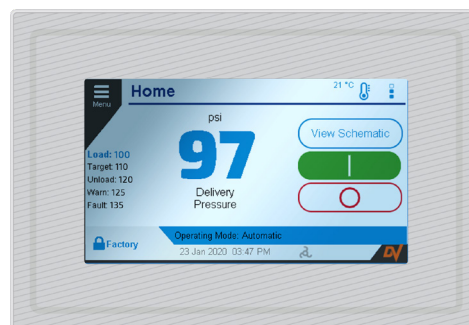 Menu
Home
21 °C
psi
97
Delivery
Pressure
View Schematic
Load: 100
Target: 110
Unload: 120
Warn: 125
Fault: 135
Factory
Operating Mode: Automatic
23 Jan 2020 03:47 PM
DV